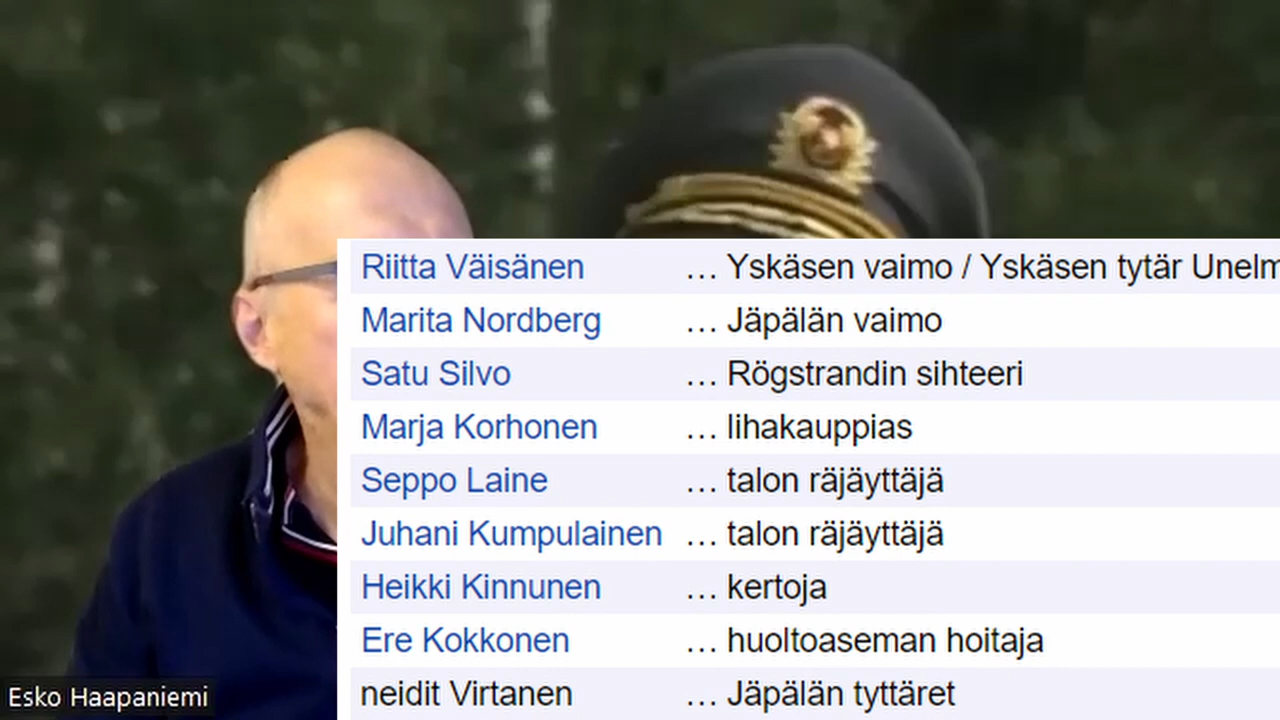 Riitta Väisänen ... Yskäsen vaimo / Yskäsen tytär Unelm
Marita Nordberg ... Jäpälän vaimo
Satu Silvo ... Rögstrandin sihteeri
Marja Korhonen ... lihakauppias
Seppo Laine ... talon räjäyttäjä
Juhani Kumpulainen ... talon räjäyttäjä
Heikki Kinnunen ... kertoja
Ere Kokkonen ... huoltoaseman hoitaja
neidit Virtanen ... Jäpälän tyttäret
Esko Haapaniemi